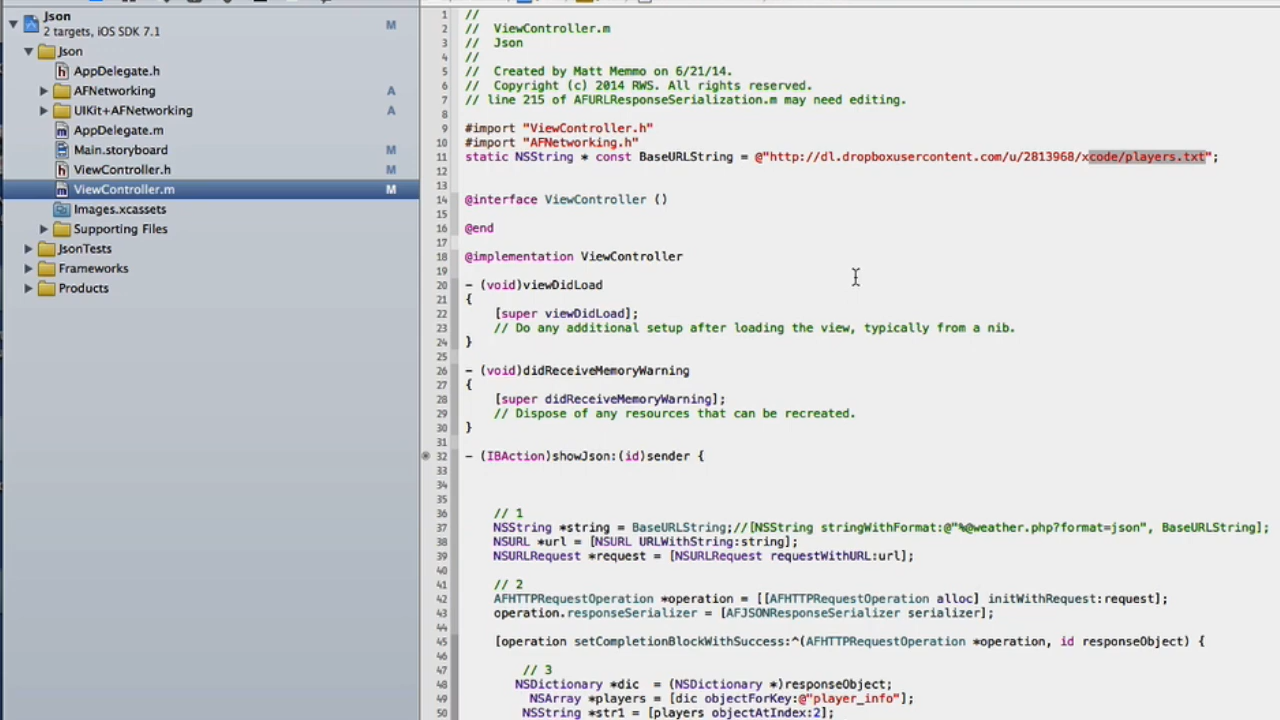 Json
M
2 targets, iOS SDK 7.1
Json
AppDelegate.h
AFNetworking
A
UIKit+AFNetworking
A
AppDelegate.m
Main.storyboard
M
ViewController.h
M
ViewController.m
M
Images.xcassets
Supporting Files
JsonTests
Frameworks
Products
1 //
2 //  ViewController.m
3 //  Json
4 //
5 //  Created by Matt Memmo on 6/21/14.
6 //  Copyright (c) 2014 RWS. All rights reserved.
7 // line 215 of AFURLResponseSerialization.m may need editing.
8
9 #import "ViewController.h"
10 #import "AFNetworking.h"
11 static NSString * const BaseURLString = @"http://dl.dropboxusercontent.com/u/2813968/xcode/players.txt";
12
13
14 @interface ViewController ()
15
16 @end
17
18 @implementation ViewController
19
20 - (void)viewDidLoad
21 {
22     [super viewDidLoad];
23     // Do any additional setup after loading the view, typically from a nib.
24 }
25
26 - (void)didReceiveMemoryWarning
27 {
28     [super didReceiveMemoryWarning];
29     // Dispose of any resources that can be recreated.
30 }
31
32 - (IBAction)showJson:(id)sender {
33
34
35
36     // 1
37     NSString *string = BaseURLString;//[NSString stringWithFormat:@"%@weather.php?format=json", BaseURLString];
38     NSURL *url = [NSURL URLWithString:string];
39     NSURLRequest *request = [NSURLRequest requestWithURL:url];
40
41     // 2
42     AFHTTPRequestOperation *operation = [[AFHTTPRequestOperation alloc] initWithRequest:request];
43     operation.responseSerializer = [AFJSONResponseSerializer serializer];
44
45     [operation setCompletionBlockWithSuccess:^(AFHTTPRequestOperation *operation, id responseObject) {
46
47         // 3
48        NSDictionary *dic  = (NSDictionary *)responseObject;
49          NSArray *players = [dic objectForKey:@"player_info"];
50         NSString *str1 = [players objectAtIndex:2];